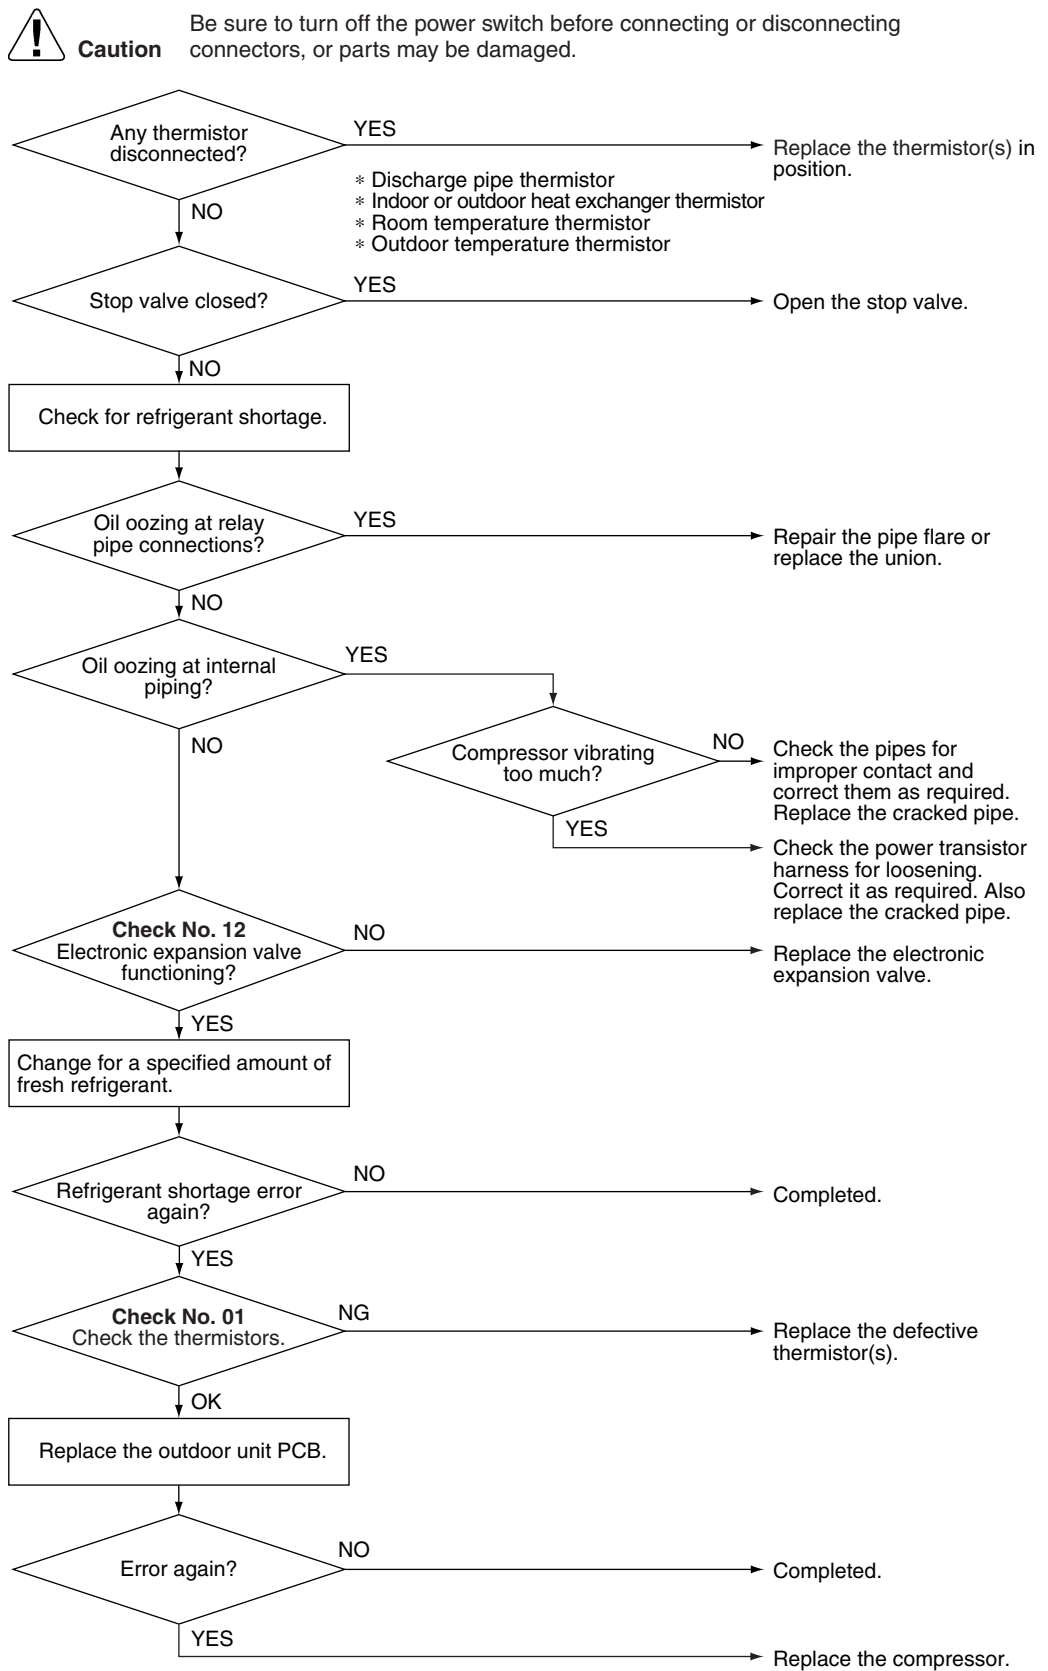 Be sure to turn off the power switch before connecting or disconnecting
Caution connectors, or parts may be damaged.
Any thermistor
disconnected?
YES
Replace the thermistor(s) in
position.
* Discharge pipe thermistor
* Indoor or outdoor heat exchanger thermistor
* Room temperature thermistor
* Outdoor temperature thermistor
NO
Stop valve closed?
YES
Open the stop valve.
NO
Check for refrigerant shortage.
Oil oozing at relay
pipe connections?
YES
Repair the pipe flare or
replace the union.
NO
Oil oozing at internal
piping?
YES
NO
Compressor vibrating
too much?
NO
Check the pipes for
improper contact and
correct them as required.
Replace the cracked pipe.
YES
Check the power transistor
harness for loosening.
Correct it as required. Also
replace the cracked pipe.
Check No. 12
Electronic expansion valve
functioning?
NO
Replace the electronic
expansion valve.
YES
Change for a specified amount of
fresh refrigerant.
Refrigerant shortage error
again?
NO
Completed.
YES
Check No. 01
Check the thermistors.
NG
Replace the defective
thermistor(s).
OK
Replace the outdoor unit PCB.
Error again?
NO
Completed.
YES
Replace the compressor.